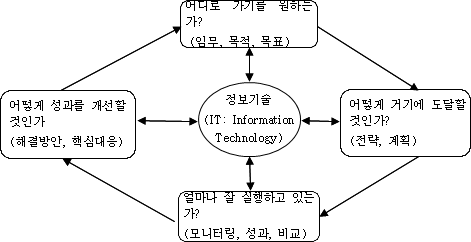 어디로 가기를 원하는
가?
(임무, 목적, 목표)
어떻게 성과를 개선할
것인가
(해결방안, 핵심대응)
정보기술
(IT: Information
Technology)
어떻게 거기에 도달할
것인가?
(전략, 계획)
얼마나 잘 실행하고 있는
가?
(모니터링, 성과, 비교)